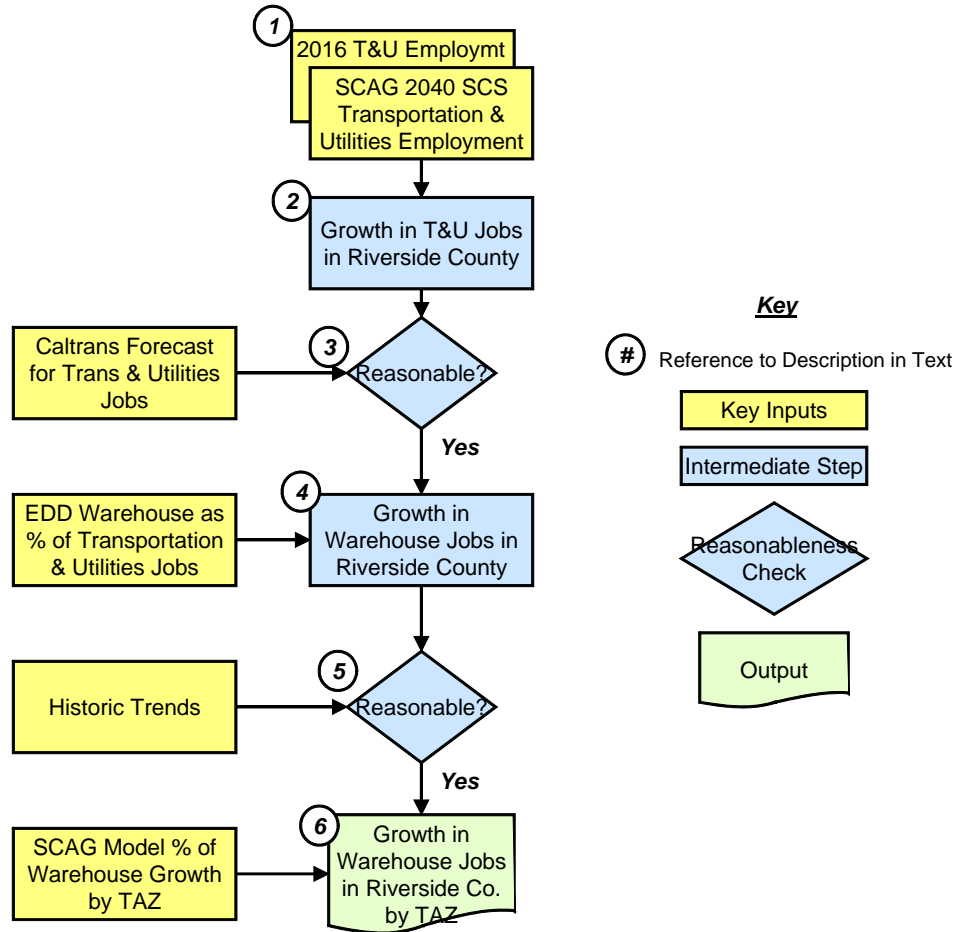 1
2016 T&U Employmt
SCAG 2040 SCS
Transportation &
Utilities Employment
2
Growth in T&U Jobs
in Riverside County
Caltrans Forecast
for Trans & Utilities
Jobs
3
Reasonable?
Yes
EDD Warehouse as
% of Transportation
& Utilities Jobs
4
Growth in
Warehouse Jobs in
Riverside County
Historic Trends
5
Reasonable?
Yes
SCAG Model % of
Warehouse Growth
by TAZ
6
Growth in
Warehouse Jobs
in Riverside Co.
by TAZ
Key
# Reference to Description in Text
Key Inputs
Intermediate Step
Reasonableness
Check
Output